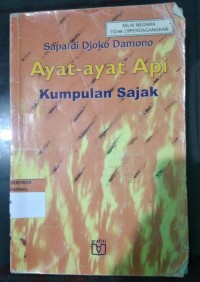 MILIK NEGARA
TIDAK DIPERDAGANGKAN
Sapardi Djoko Damono
Ayat-ayat Api
Kumpulan Sajak